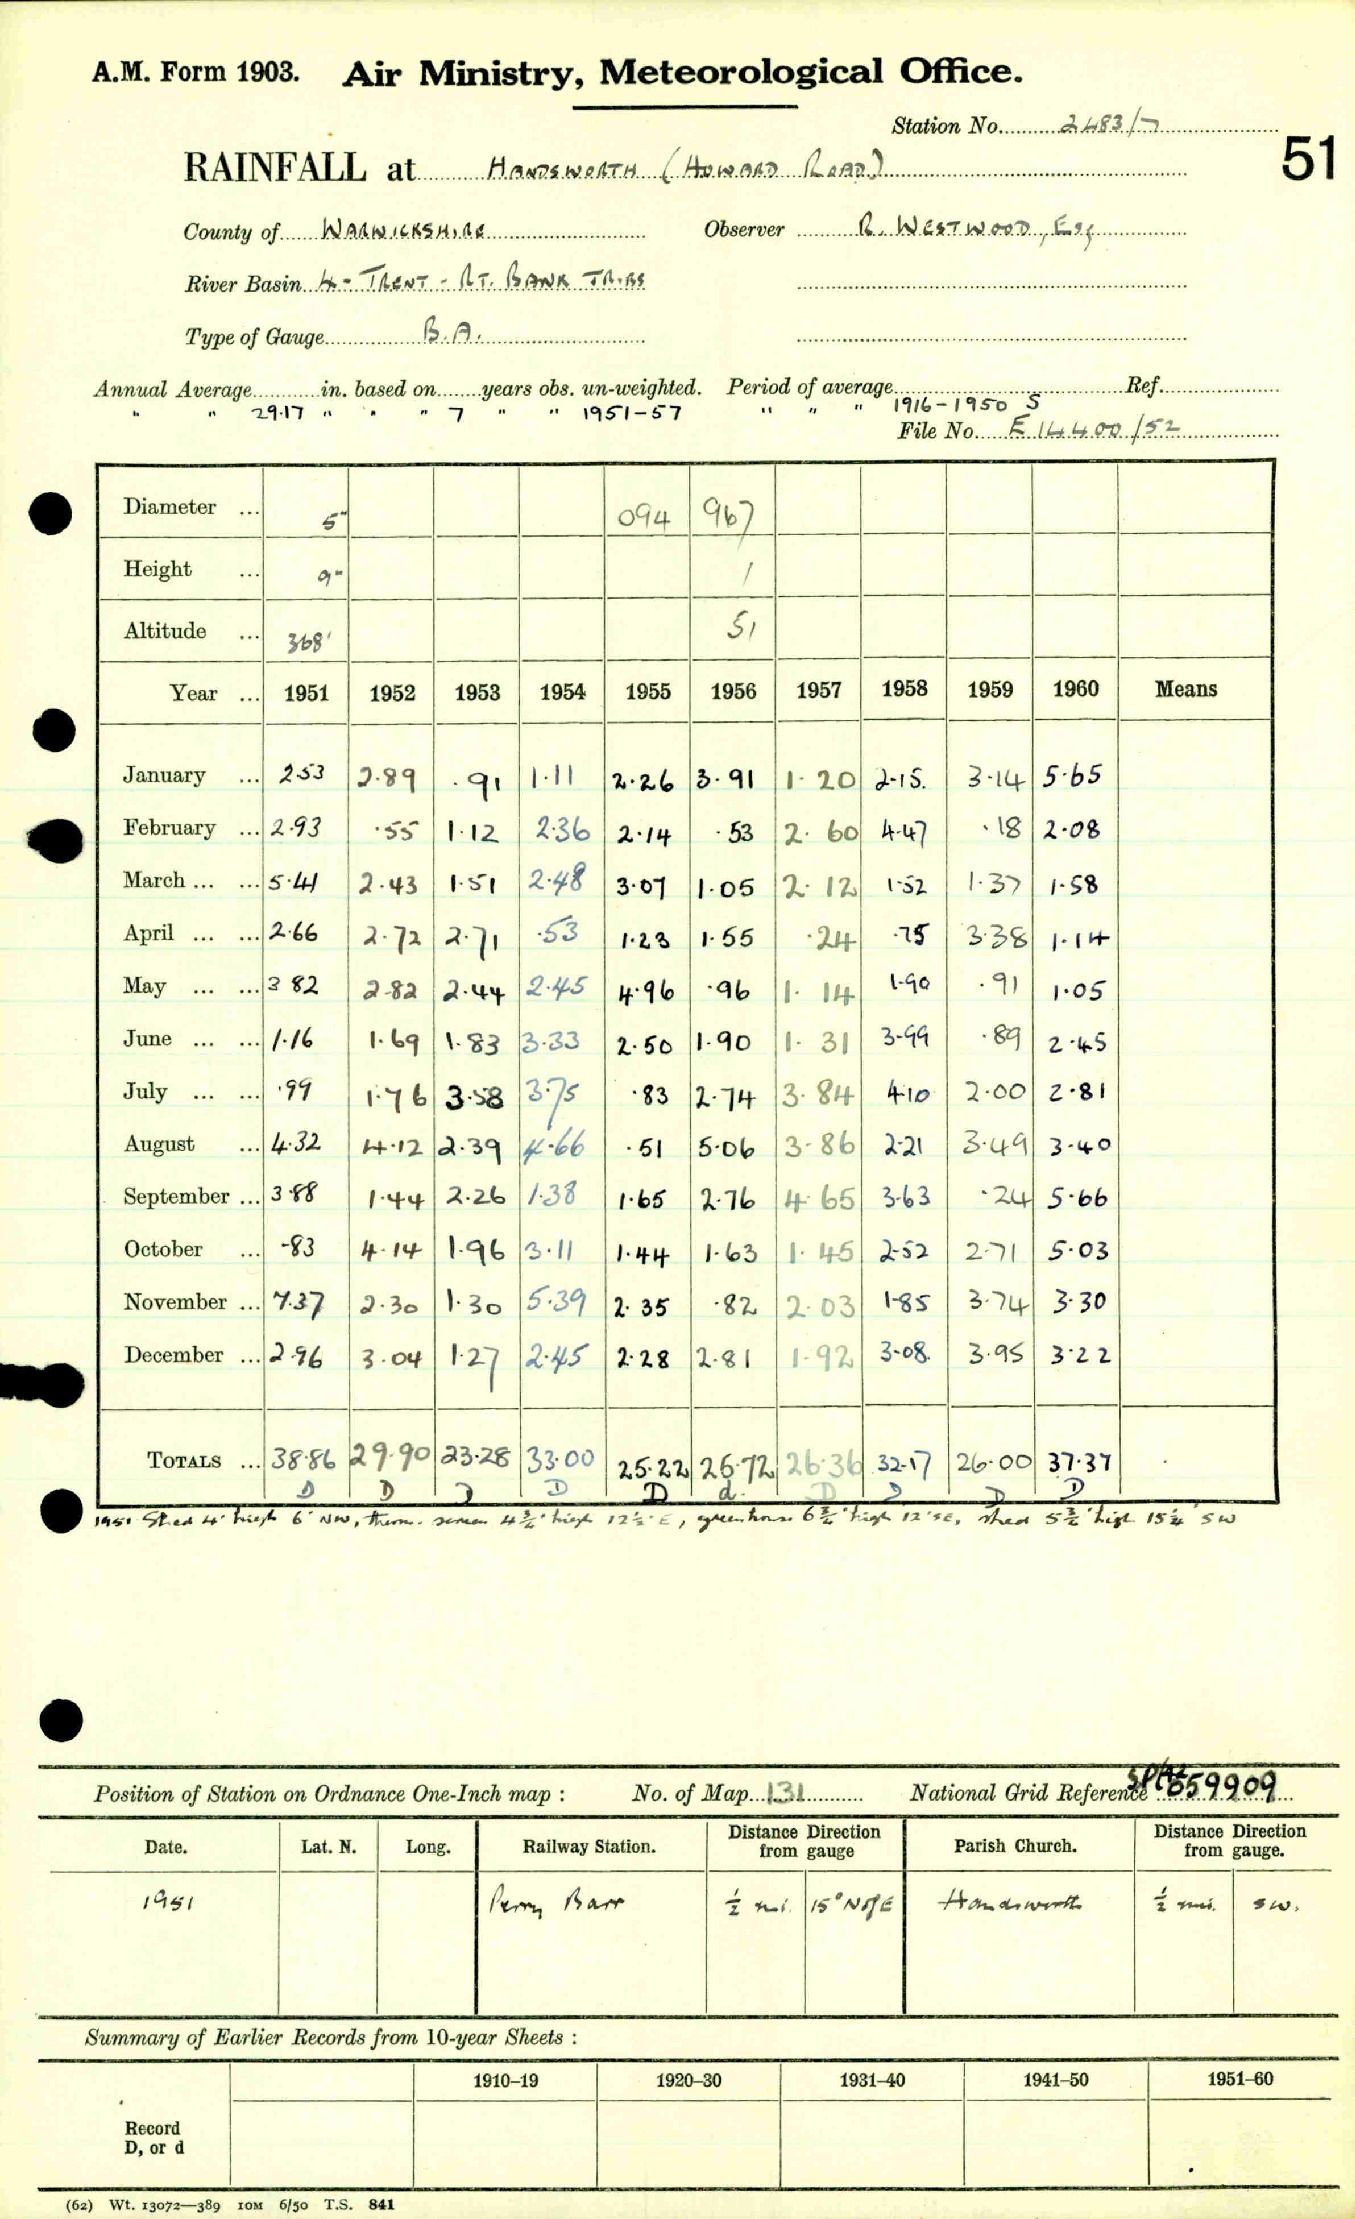 A.M. Form 1903. Air Ministry, Meteorological Office.
Station No. 2483/7
51
RAINFALL at HANDSWORTH (HOWARD ROAD)
County of WARWICKSHIRE Observer R. WESTWOOD, Esq
River Basin 4 - TRENT - RT. BANK TRIBS
Type of Gauge B.A.
Annual Average in. based on years obs. un-weighted. Period of average Ref.
" " 29.17 " " " 7 " " 1951-57 " " " 1916-1950 S
File No. E 14400/52
Diameter ... 5" 094 967
Height ... 9" 1
Altitude ... 368' 51
Year ... 1951 1952 1953 1954 1955 1956 1957 1958 1959 1960 Means
January ... 2.53 2.89 .91 1.11 2.26 3.91 1.20 2.15 3.14 5.65
February ... 2.93 .55 1.12 2.36 2.14 .53 2.60 4.47 .18 2.08
March ... ... 5.41 2.43 1.51 2.48 3.07 1.05 2.12 1.52 1.37 1.58
April ... ... 2.66 2.72 2.71 .53 1.23 1.55 .24 .75 3.38 1.14
May ... ... 3 82 2.82 2.44 2.45 4.96 .96 1.14 1.90 .91 1.05
June ... ... 1.16 1.69 1.83 3.33 2.50 1.90 1.31 3.99 .89 2.45
July ... ... .99 1.76 3.58 3.75 .83 2.74 3.84 4.10 2.00 2.81
August ... 4.32 4.12 2.39 4.66 .51 5.06 3.86 2.21 3.49 3.40
September ... 3.88 1.44 2.26 1.38 1.65 2.76 4.65 3.63 .24 5.66
October ... .83 4.14 1.96 3.11 1.44 1.63 1.45 2.52 2.71 5.03
November ... 7.37 2.30 1.30 5.39 2.35 .82 2.03 1.85 3.74 3.30
December ... 2.96 3.04 1.27 2.45 2.28 2.81 1.92 3.08 3.95 3.22
TOTALS ... 38.86 29.90 23.28 33.00 25.22 25.72 26.36 32.17 26.00 37.37
D D D D D d. D D D D
1951 Shed 4' high 6' NW, therm. screen 4¾' high 12½' E, greenhouse 6¾' high 12' SE, shed 5¾' high 15¼' SW
Position of Station on Ordnance One-Inch map : No. of Map 131 National Grid Reference 059909
Date. Lat. N. Long. Railway Station. Distance Direction from gauge Parish Church. Distance Direction from gauge.
1951 Perry Barr ½ mi. 15° N of E Handsworth ½ mi. SW.
Summary of Earlier Records from 10-year Sheets :
1910–19 1920–30 1931–40 1941–50 1951–60
Record
D, or d
(62) Wt. 13072—389 10M 6/50 T.S. 841